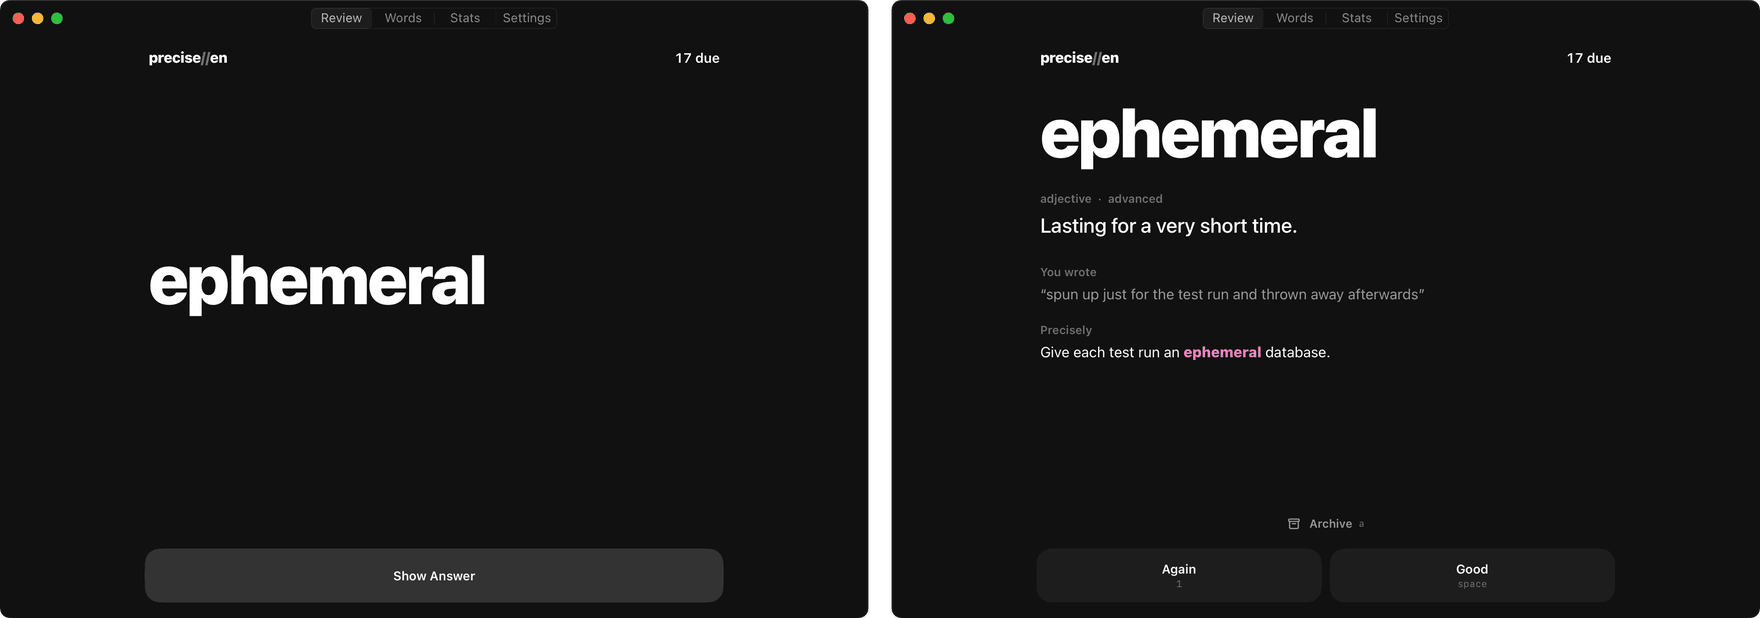 Review Words Stats Settings
precise//en 17 due
ephemeral
Show Answer
Review Words Stats Settings
precise//en 17 due
ephemeral
adjective · advanced
Lasting for a very short time.
You wrote
“spun up just for the test run and thrown away afterwards”
Precisely
Give each test run an ephemeral database.
Archive a
Again Good
1 space